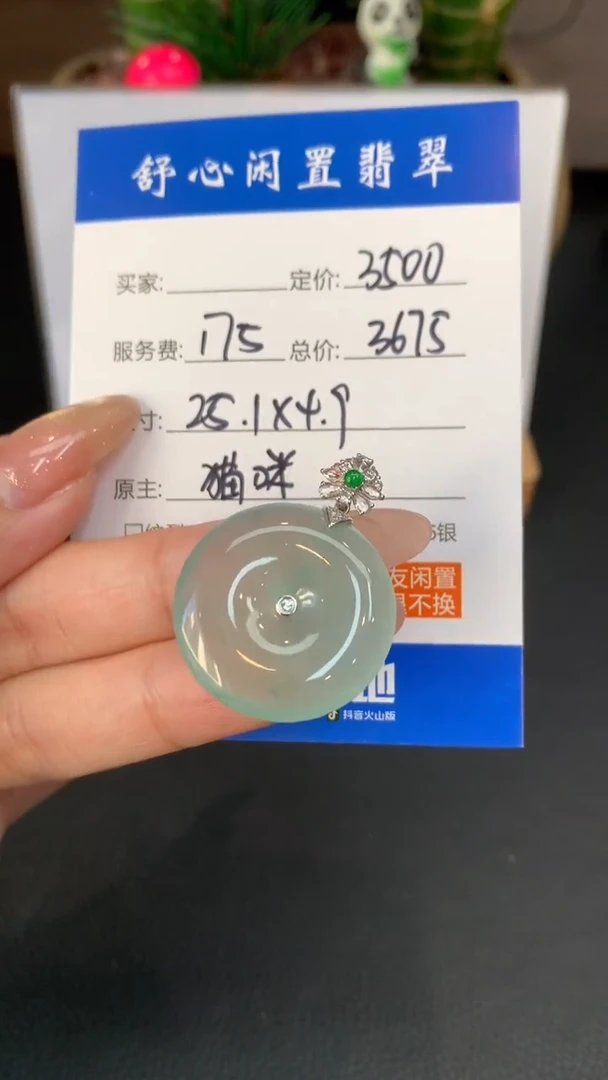 舒心闲置翡翠
买家: 定价: 3500
服务费: 175 总价: 3675
寸: 25.1X4.9
原主: 猫咪
银
友闲置
不换
抖音火山版